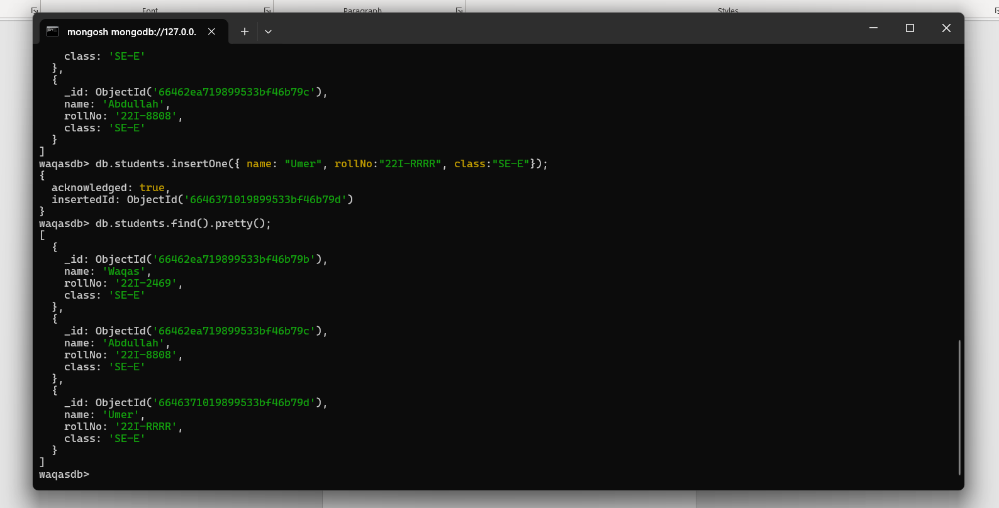 Font Paragraph Styles
mongosh mongodb://127.0.0.
    class: 'SE-E'
  },
  {
    _id: ObjectId('66462ea719899533bf46b79c'),
    name: 'Abdullah',
    rollNo: '22I-8808',
    class: 'SE-E'
  }
]
waqasdb> db.students.insertOne({ name: "Umer", rollNo:"22I-RRRR", class:"SE-E"});
{
  acknowledged: true,
  insertedId: ObjectId('6646371019899533bf46b79d')
}
waqasdb> db.students.find().pretty();
[
  {
    _id: ObjectId('66462ea719899533bf46b79b'),
    name: 'Waqas',
    rollNo: '22I-2469',
    class: 'SE-E'
  },
  {
    _id: ObjectId('66462ea719899533bf46b79c'),
    name: 'Abdullah',
    rollNo: '22I-8808',
    class: 'SE-E'
  },
  {
    _id: ObjectId('6646371019899533bf46b79d'),
    name: 'Umer',
    rollNo: '22I-RRRR',
    class: 'SE-E'
  }
]
waqasdb>